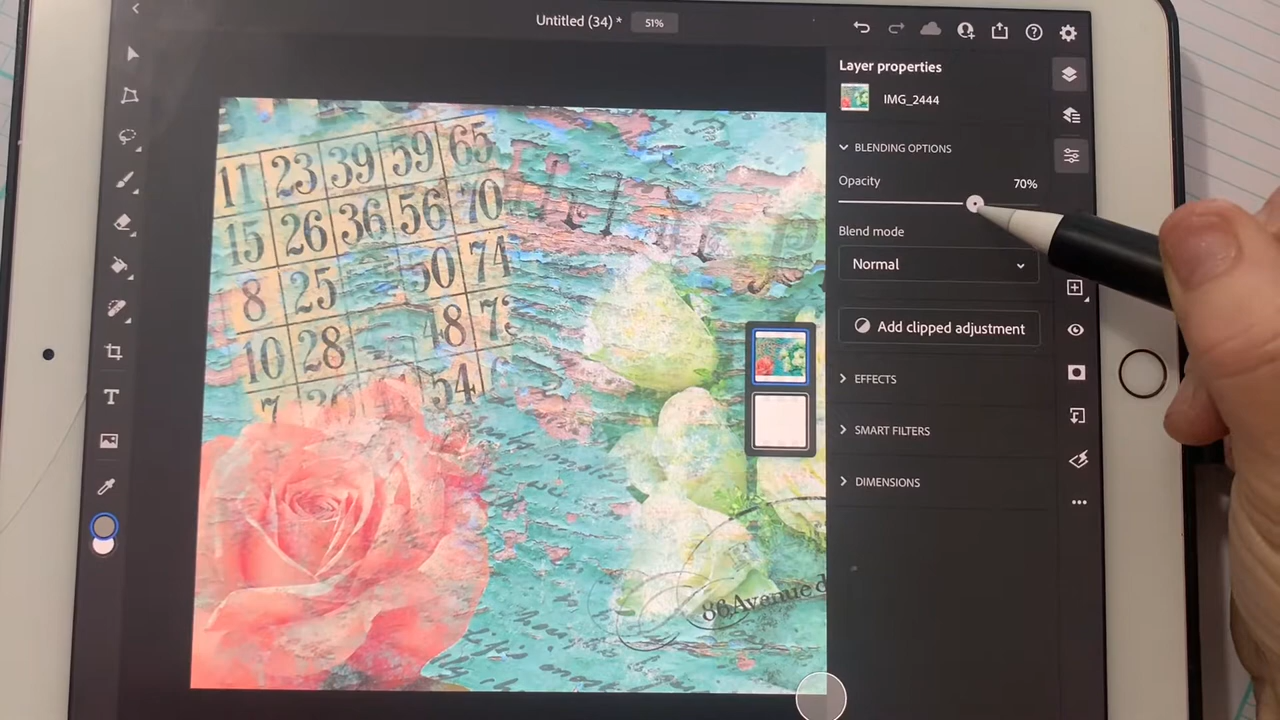 Untitled (34) * 51%
Layer properties
IMG_2444
BLENDING OPTIONS
Opacity 70%
Blend mode
Normal
Add clipped adjustment
EFFECTS
SMART FILTERS
DIMENSIONS
T
11 23 39 59 65
15 26 36 56 70
8 25 50 74
10 28 48 73
7 54
86 Avenue d